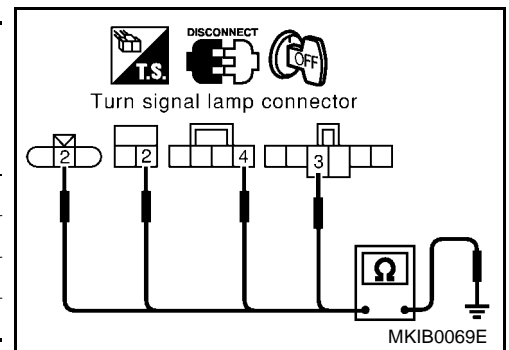 DISCONNECT
T.S.
OFF
Turn signal lamp connector
2 2 4 3
Ω
MKIB0069E